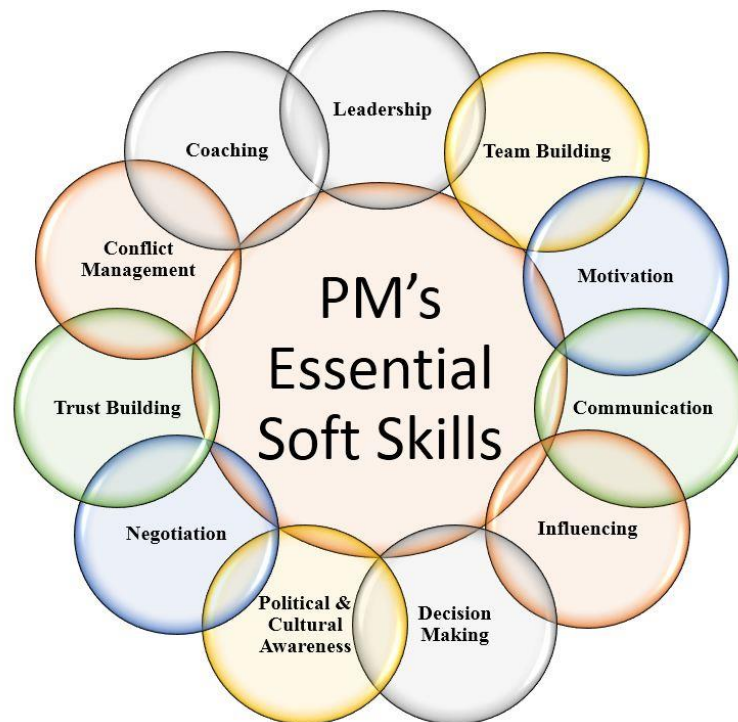 PM’s
Essential
Soft Skills
Leadership
Team Building
Motivation
Communication
Influencing
Decision
Making
Political &
Cultural
Awareness
Negotiation
Trust Building
Conflict
Management
Coaching